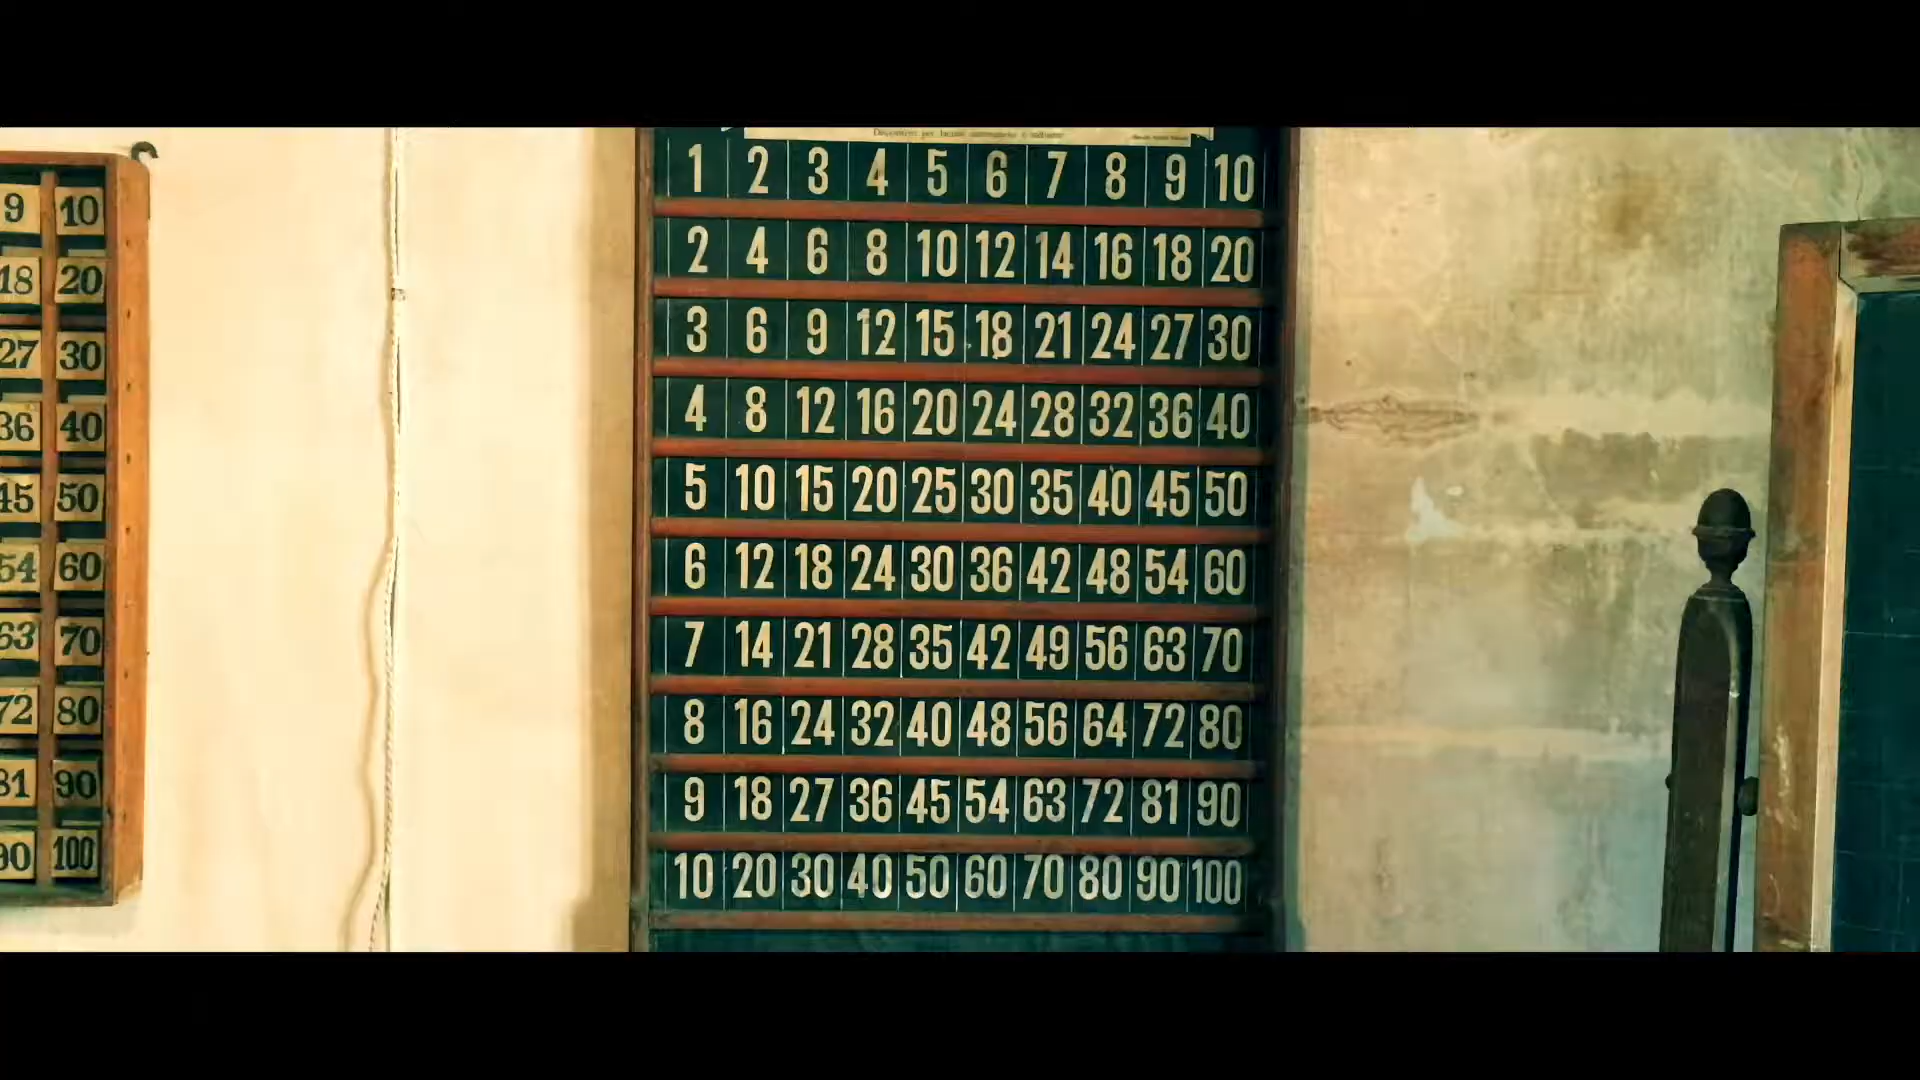 1 2 3 4 5 6 7 8 9 10
2 4 6 8 10 12 14 16 18 20
3 6 9 12 15 18 21 24 27 30
4 8 12 16 20 24 28 32 36 40
5 10 15 20 25 30 35 40 45 50
6 12 18 24 30 36 42 48 54 60
7 14 21 28 35 42 49 56 63 70
8 16 24 32 40 48 56 64 72 80
9 18 27 36 45 54 63 72 81 90
10 20 30 40 50 60 70 80 90 100
9 10
18 20
27 30
36 40
45 50
54 60
63 70
72 80
81 90
90 100